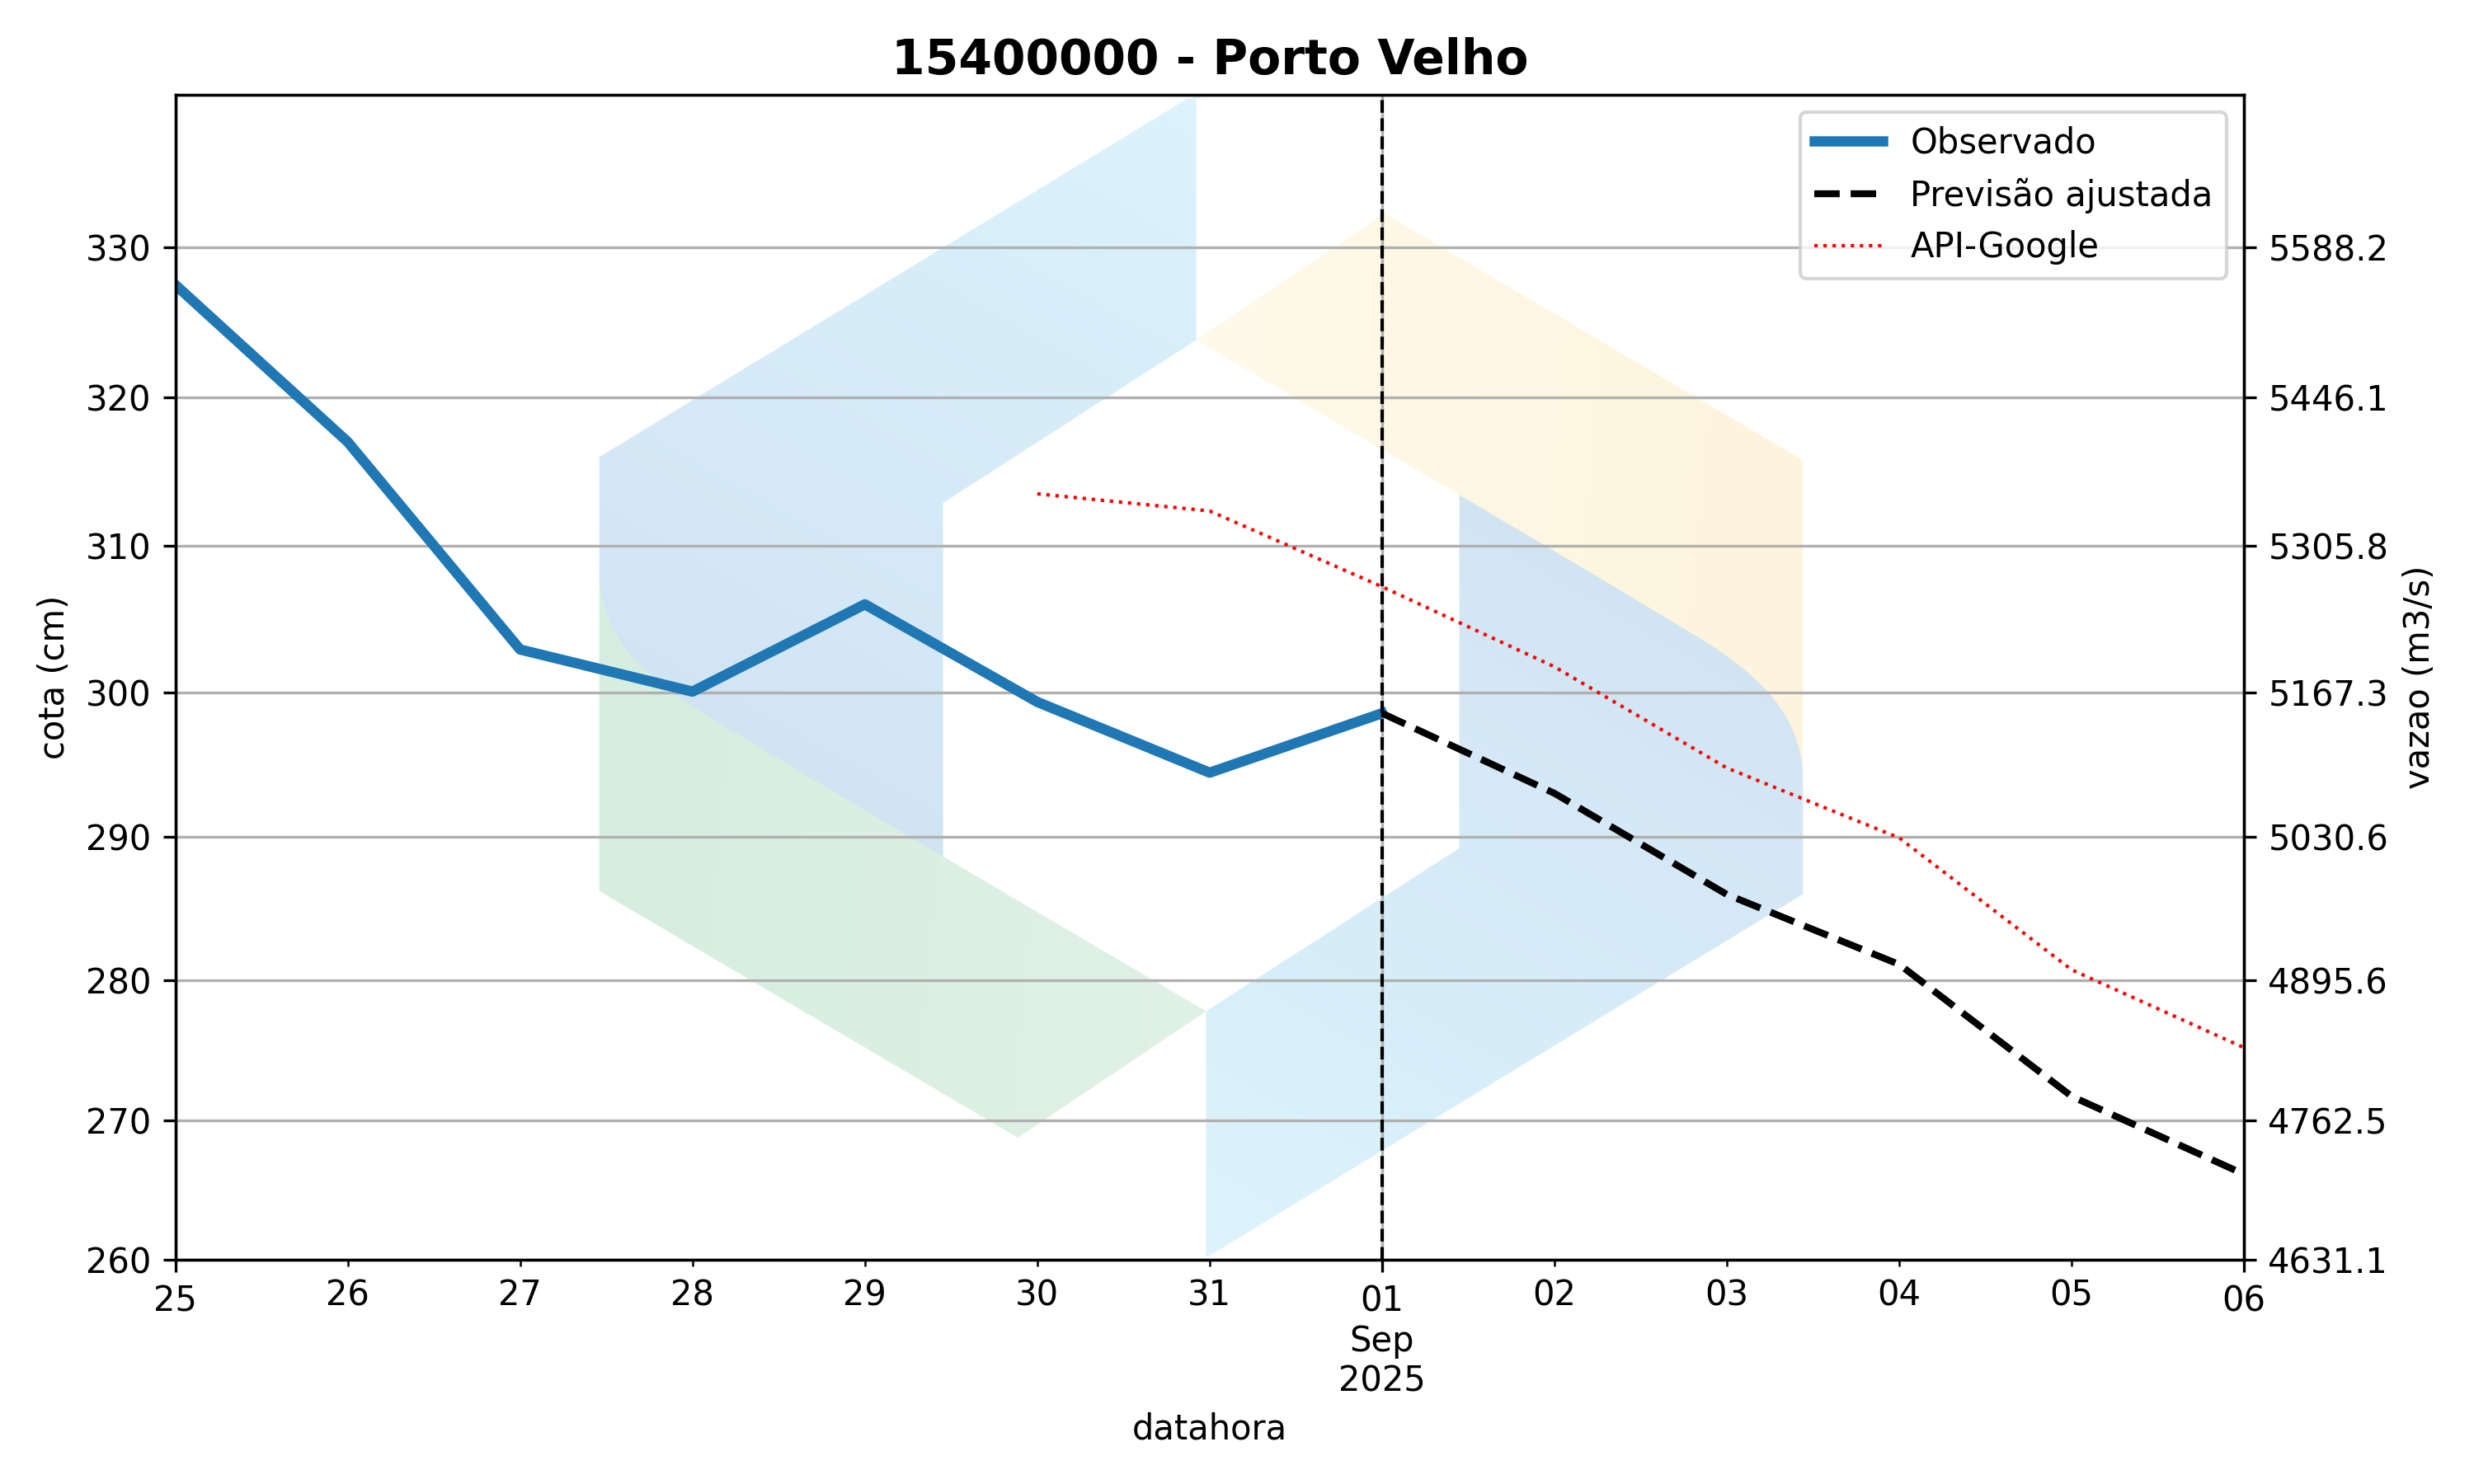 15400000 - Porto Velho
Observado
Previsão ajustada
API-Google
330
320
310
300
290
280
270
260
cota (cm)
5588.2
5446.1
5305.8
5167.3
5030.6
4895.6
4762.5
4631.1
vazao (m3/s)
25 26 27 28 29 30 31 01 02 03 04 05 06
Sep
2025
datahora